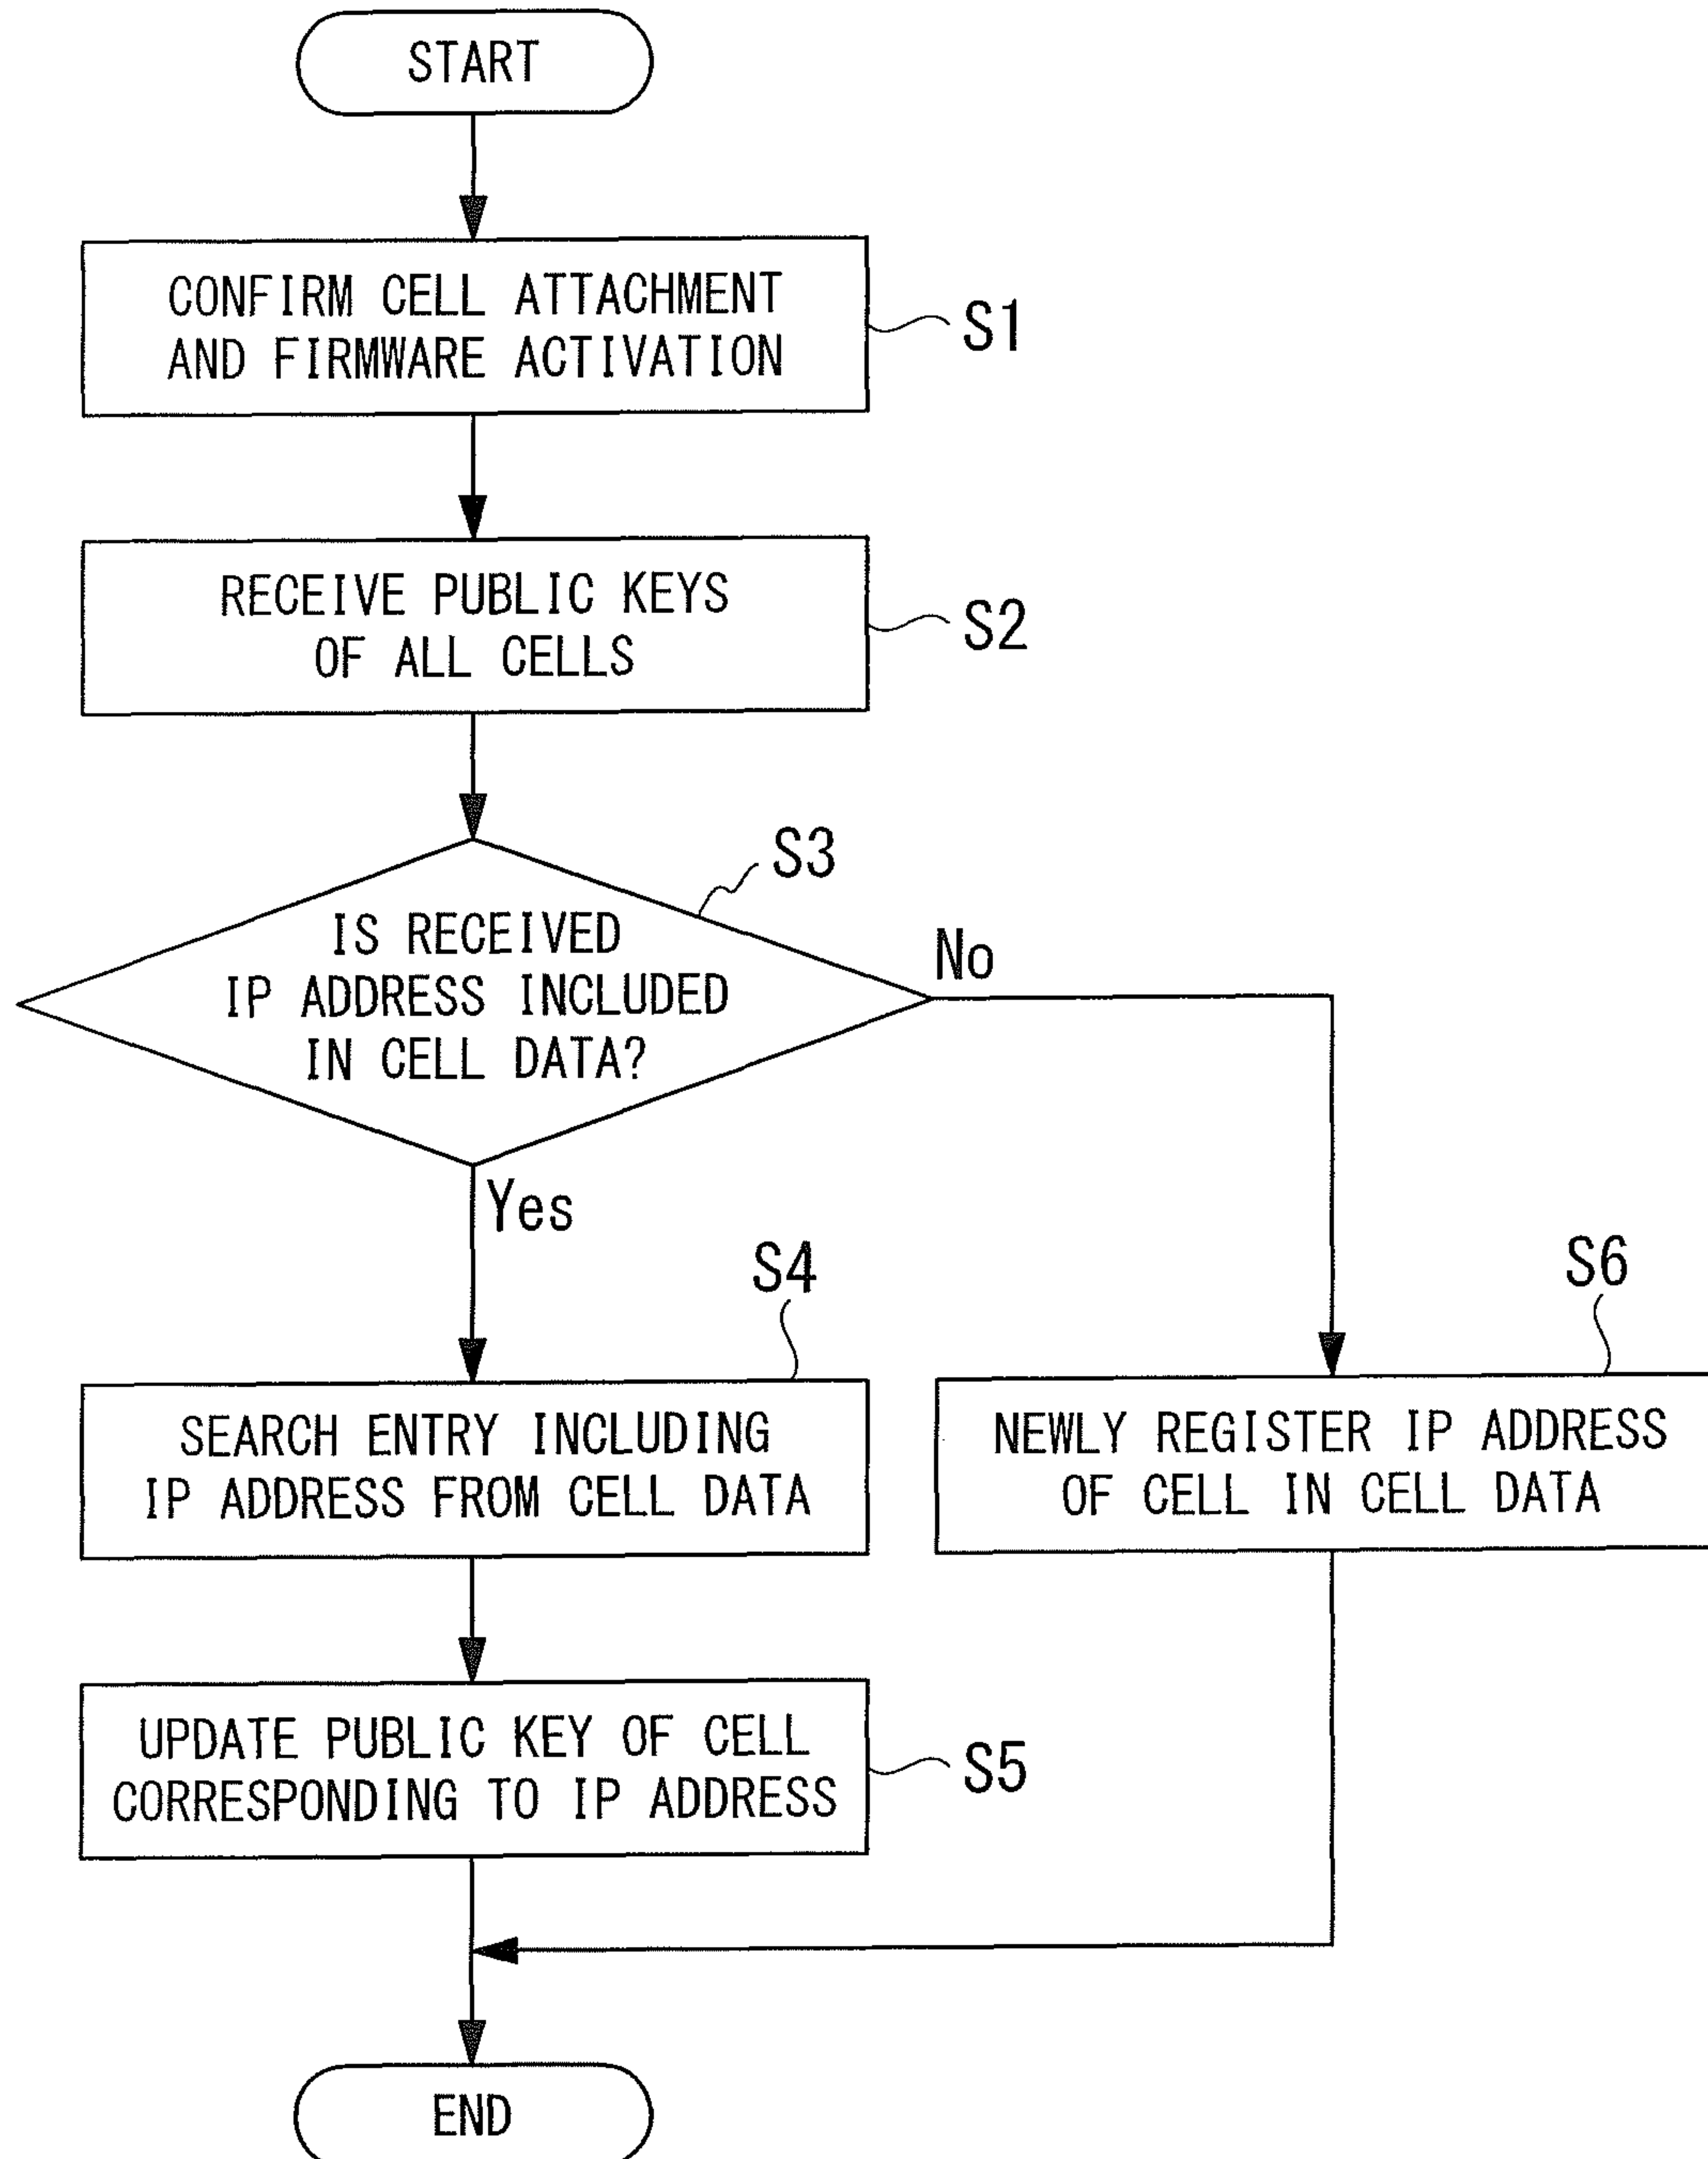 START
CONFIRM CELL ATTACHMENT
AND FIRMWARE ACTIVATION
S1
RECEIVE PUBLIC KEYS
OF ALL CELLS
S2
S3
IS RECEIVED
IP ADDRESS INCLUDED
IN CELL DATA?
No
Yes
S4
SEARCH ENTRY INCLUDING
IP ADDRESS FROM CELL DATA
S6
NEWLY REGISTER IP ADDRESS
OF CELL IN CELL DATA
UPDATE PUBLIC KEY OF CELL
CORRESPONDING TO IP ADDRESS
S5
END